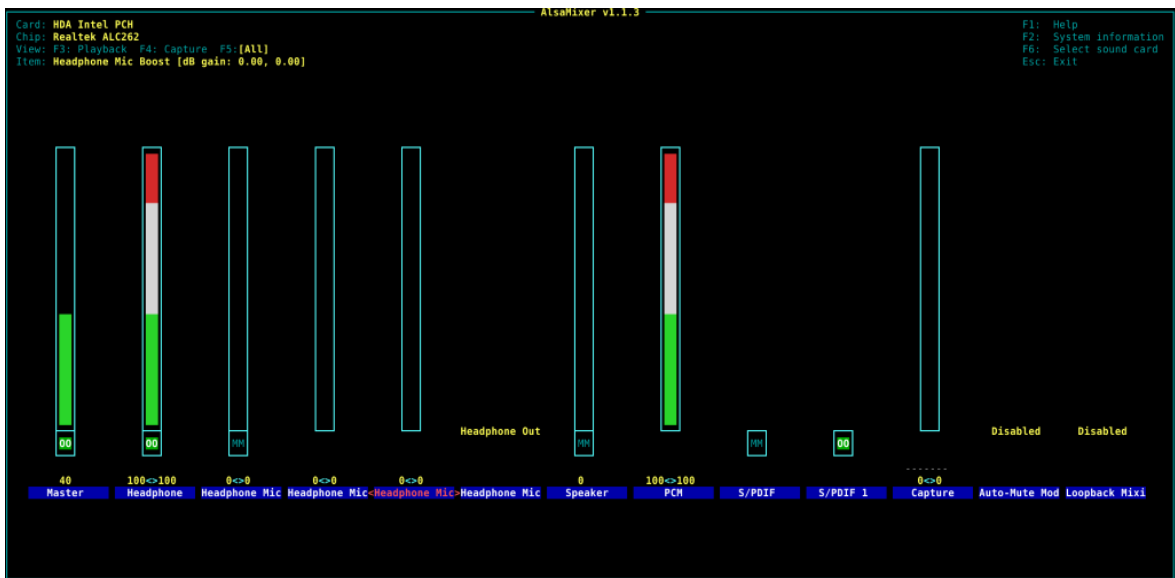 AlsaMixer v1.1.3
Card: HDA Intel PCH F1: Help
Chip: Realtek ALC262 F2: System information
View: F3: Playback F4: Capture F5:[All] F6: Select sound card
Item: Headphone Mic Boost [dB gain: 0.00, 0.00] Esc: Exit
Headphone Out Disabled Disabled
OO OO MM MM MM OO
-------
40 100<>100 0<>0 0<>0 0<>0 0 100<>100 0<>0
Master Headphone Headphone Mic Headphone Mic <Headphone Mic> Headphone Mic Speaker PCM S/PDIF S/PDIF 1 Capture Auto-Mute Mod Loopback Mixi